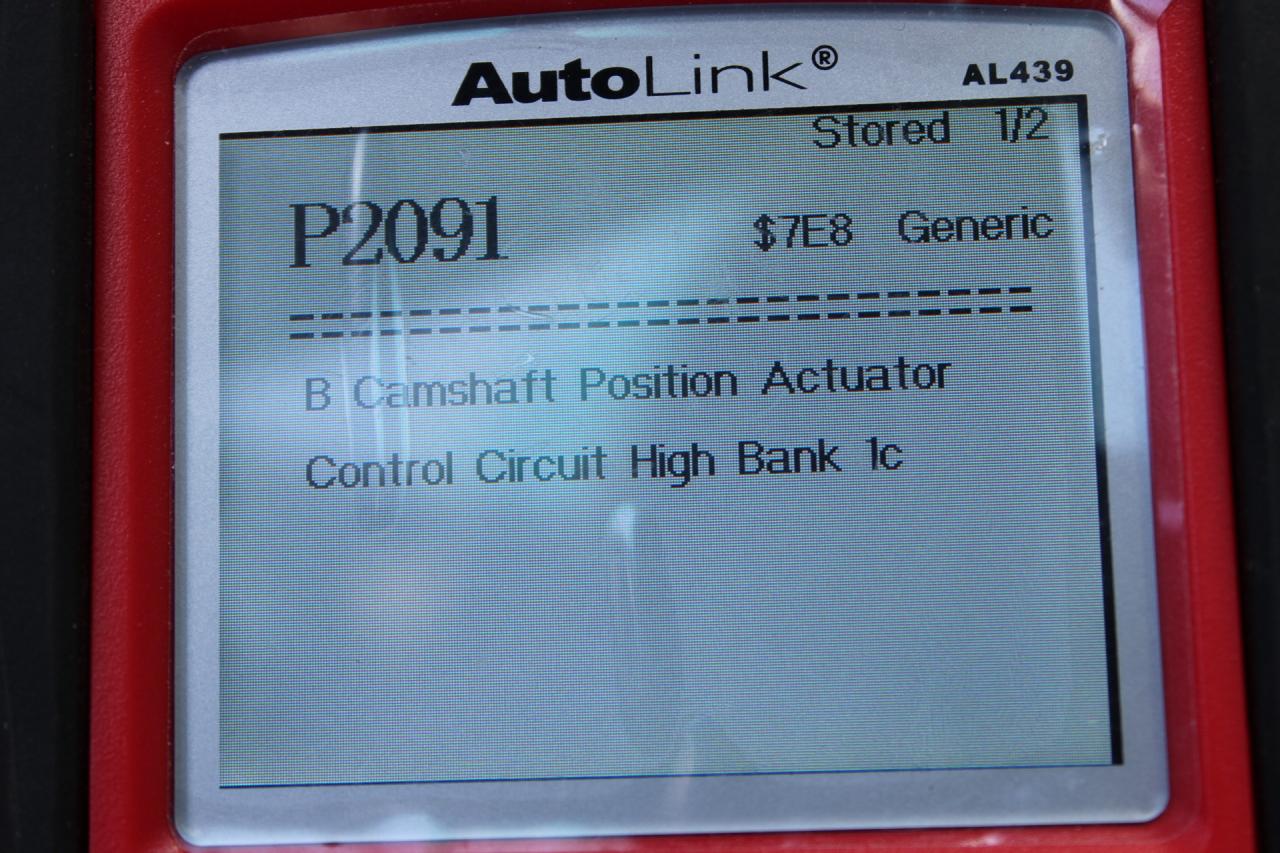 AutoLink® AL439
Stored 1/2
P2091 $7E8 Generic
B Camshaft Position Actuator
Control Circuit High Bank 1c